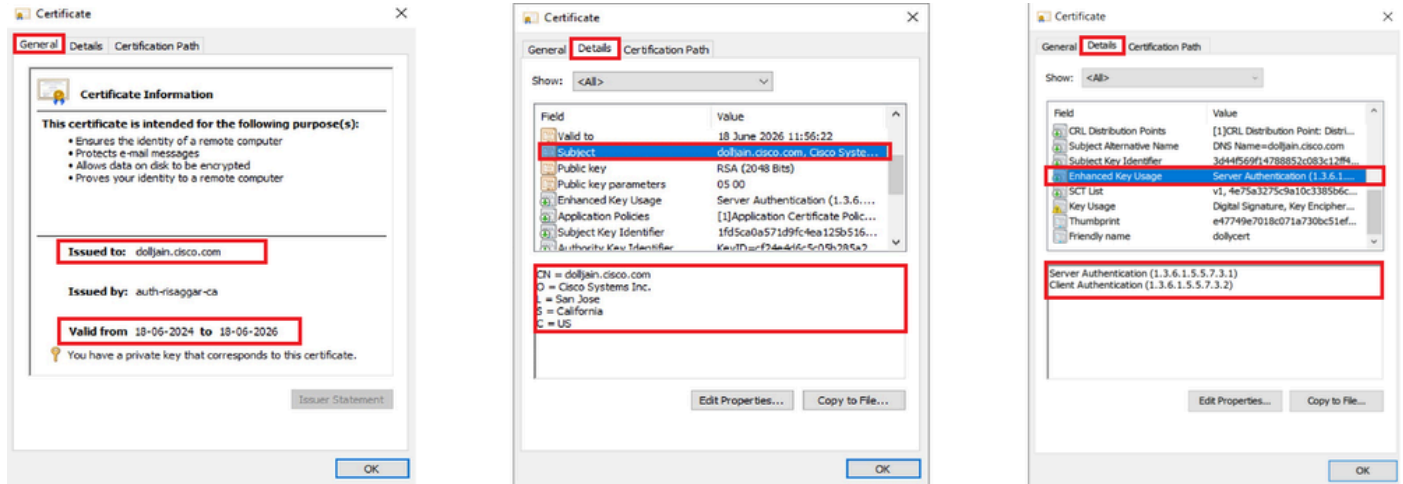 Certificate
General Details Certification Path
Certificate Information
This certificate is intended for the following purpose(s):
• Ensures the identity of a remote computer
• Protects e-mail messages
• Allows data on disk to be encrypted
• Proves your identity to a remote computer
Issued to: dolljain.cisco.com
Issued by: auth-risaggar-ca
Valid from 18-06-2024 to 18-06-2026
You have a private key that corresponds to this certificate.
Issuer Statement
OK
Certificate
General Details Certification Path
Show: <All>
Field Value
Valid to 18 June 2026 11:56:22
Subject dolljain.cisco.com, Cisco Syste...
Public key RSA (2048 Bits)
Public key parameters 05 00
Enhanced Key Usage Server Authentication (1.3.6....
Application Policies [1]Application Certificate Polic...
Subject Key Identifier 1fd5ca0a571d9fc4ea125b516...
Authority Key Identifier KeyID=cf24e4d6c5c05b285a2
CN = dolljain.cisco.com
O = Cisco Systems Inc.
L = San Jose
S = California
C = US
Edit Properties... Copy to File...
OK
Certificate
General Details Certification Path
Show: <All>
Field Value
CRL Distribution Points [1]CRL Distribution Point: Distri...
Subject Alternative Name DNS Name=dolljain.cisco.com
Subject Key Identifier 3d44f569f14788852c083c12ff4...
Enhanced Key Usage Server Authentication (1.3.6.1....
SCT List v1, 4e75a3275c9a10c3385b6c...
Key Usage Digital Signature, Key Encipher...
Thumbprint e47749e7018c071a730bc51ef...
Friendly name dollycert
Server Authentication (1.3.6.1.5.5.7.3.1)
Client Authentication (1.3.6.1.5.5.7.3.2)
Edit Properties... Copy to File...
OK